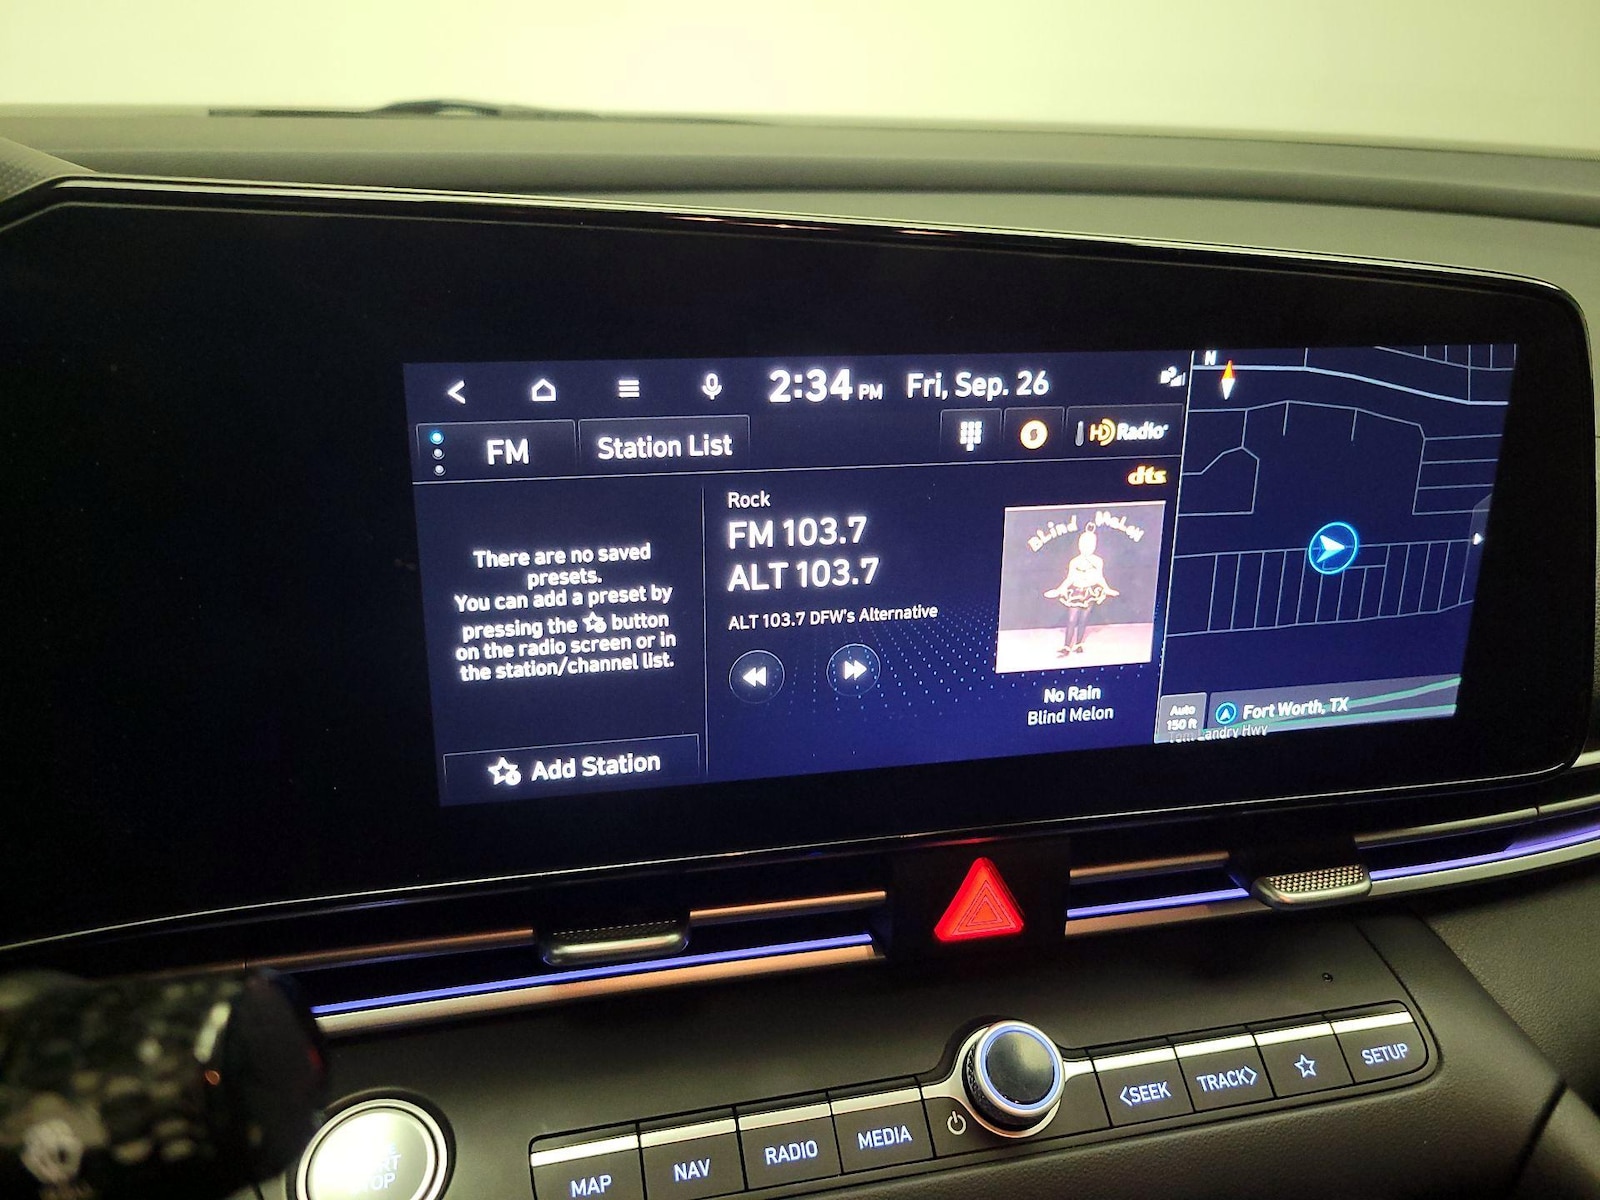 2:34 PM Fri, Sep. 26
N
FM Station List HD Radio
dts
There are no saved
presets.
You can add a preset by
pressing the button
on the radio screen or in
the station/channel list.
Add Station
Rock
FM 103.7
ALT 103.7
ALT 103.7 DFW's Alternative
Blind Melon
No Rain
Blind Melon
Auto
150 ft
Fort Worth, TX
Tom Landry Hwy
MAP NAV RADIO MEDIA <SEEK TRACK> SETUP